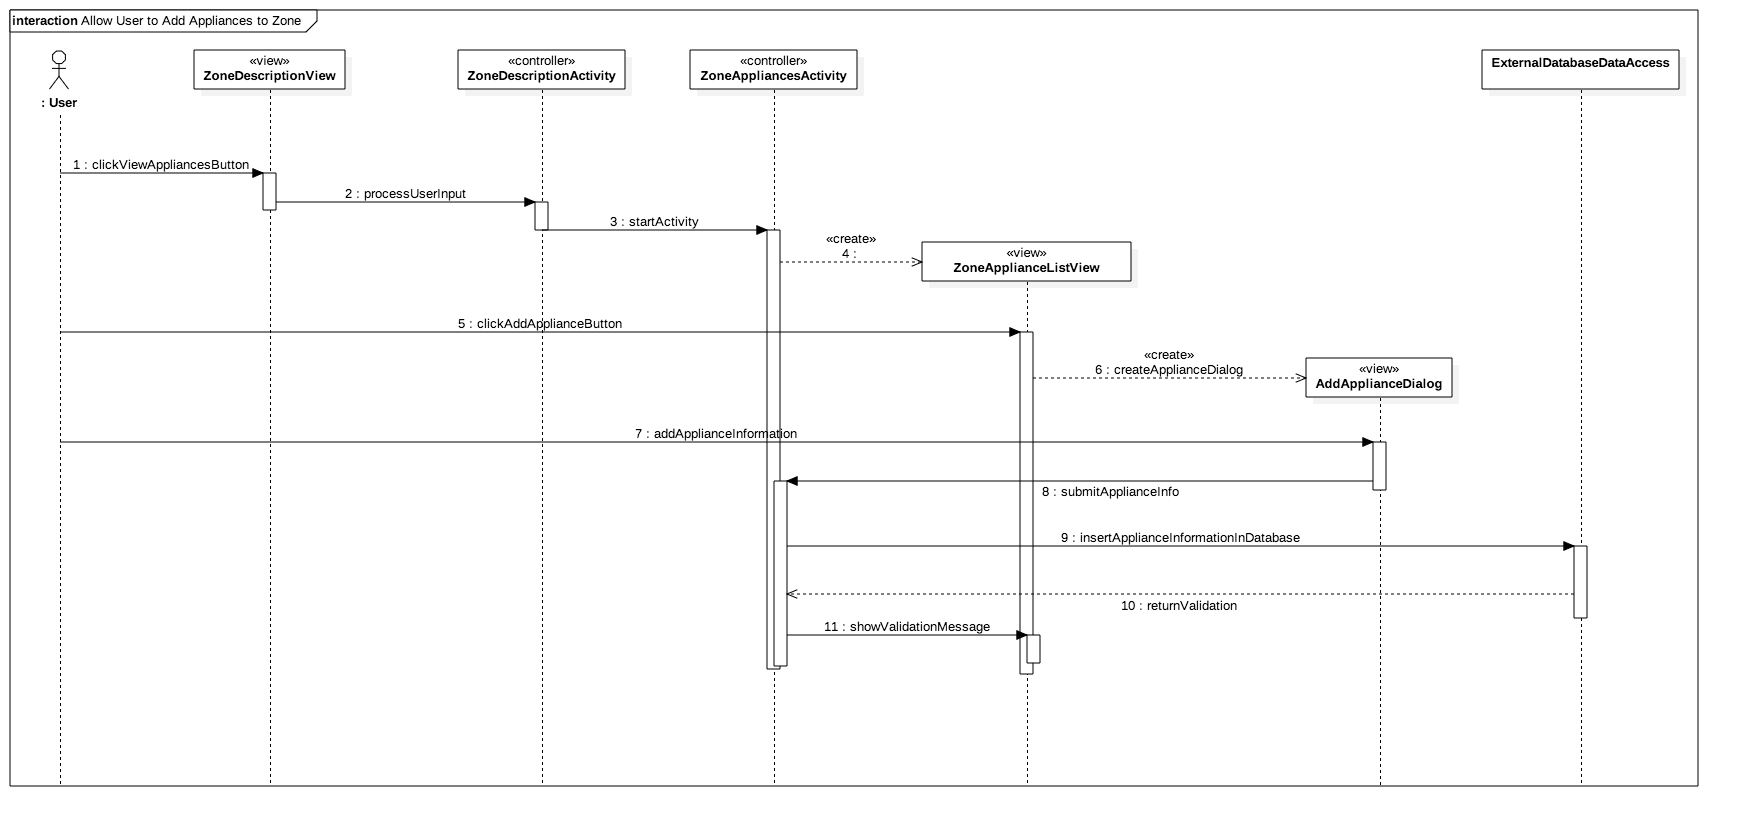 interaction Allow User to Add Appliances to Zone
: User
«view»
ZoneDescriptionView
«controller»
ZoneDescriptionActivity
«controller»
ZoneAppliancesActivity
ExternalDatabaseDataAccess
1 : clickViewAppliancesButton
2 : processUserInput
3 : startActivity
«create»
4 :
«view»
ZoneApplianceListView
5 : clickAddApplianceButton
«create»
6 : createApplianceDialog
«view»
AddApplianceDialog
7 : addApplianceInformation
8 : submitApplianceInfo
9 : insertApplianceInformationInDatabase
10 : returnValidation
11 : showValidationMessage